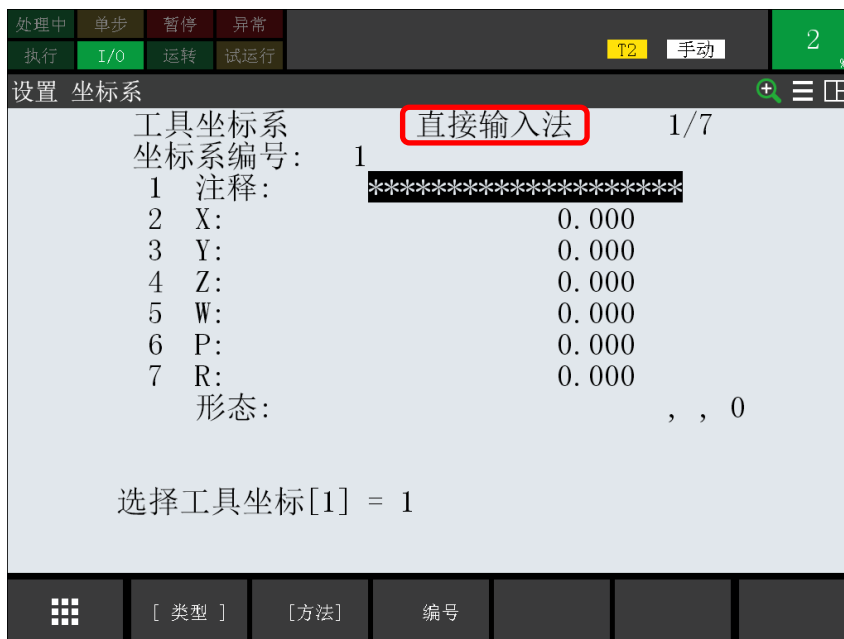 处理中 单步 暂停 异常
执行 I/O 运转 试运行 T2 手动 2 %
设置 坐标系
工具坐标系 直接输入法 1/7
坐标系编号: 1
1 注释: ********************
2 X: 0.000
3 Y: 0.000
4 Z: 0.000
5 W: 0.000
6 P: 0.000
7 R: 0.000
形态: , , 0
选择工具坐标[1] = 1
[ 类型 ] [方法] 编号